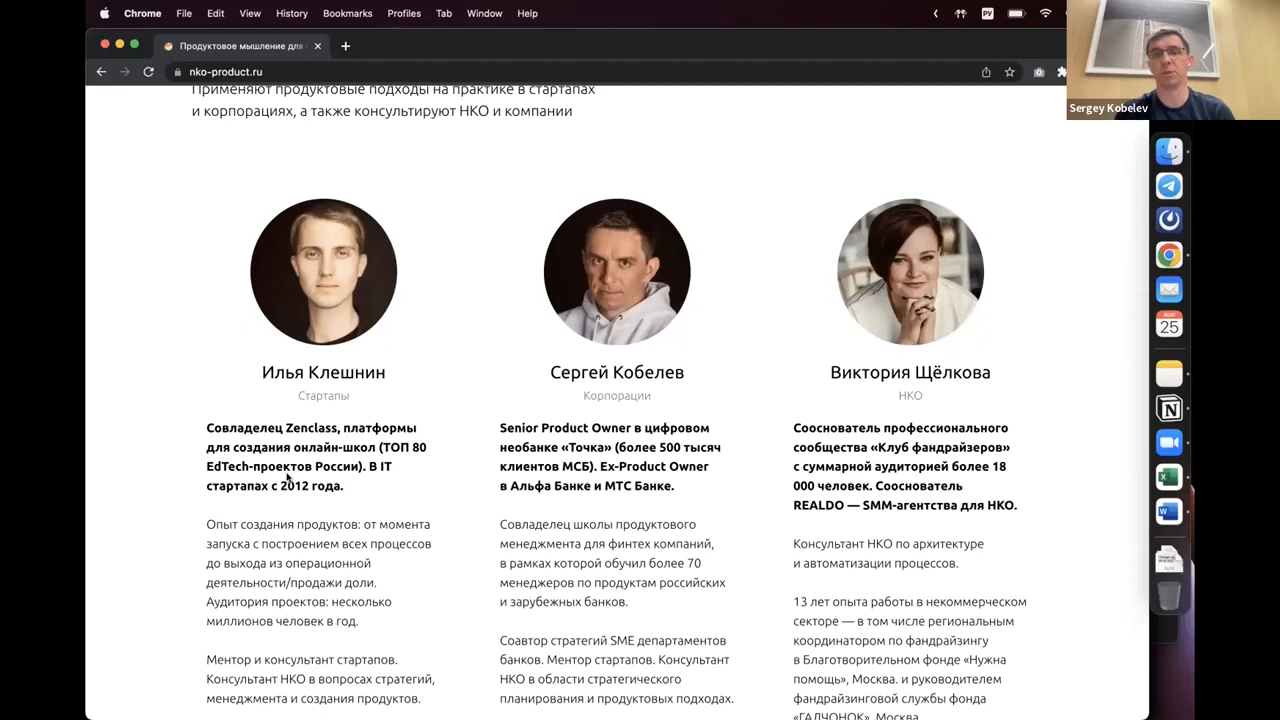 Chrome File Edit View History Bookmarks Profiles Tab Window Help
РУ
Продуктовое мышление для
nko-product.ru
Sergey Kobelev
Применяют продуктовые подходы на практике в стартапах
и корпорациях, а также консультируют НКО и компании
Илья Клешнин
Стартапы
Совладелец Zenclass, платформы
для создания онлайн-школ (ТОП 80
EdTech-проектов России). В IT
стартапах с 2012 года.
Опыт создания продуктов: от момента
запуска с построением всех процессов
до выхода из операционной
деятельности/продажи доли.
Аудитория проектов: несколько
миллионов человек в год.
Ментор и консультант стартапов.
Консультант НКО в вопросах стратегий,
менеджмента и создания продуктов.
Сергей Кобелев
Корпорации
Senior Product Owner в цифровом
необанке «Точка» (более 500 тысяч
клиентов МСБ). Ex-Product Owner
в Альфа Банке и МТС Банке.
Совладелец школы продуктового
менеджмента для финтех компаний,
в рамках которой обучил более 70
менеджеров по продуктам российских
и зарубежных банков.
Соавтор стратегий SME департаментов
банков. Ментор стартапов. Консультант
НКО в области стратегического
планирования и продуктовых подходах.
Виктория Щёлкова
НКО
Сооснователь профессионального
сообщества «Клуб фандрайзеров»
с суммарной аудиторией более 18
000 человек. Сооснователь
REALDO — SMM-агентства для НКО.
Консультант НКО по архитектуре
и автоматизации процессов.
13 лет опыта работы в некоммерческом
секторе — в том числе региональным
координатором по фандрайзингу
в Благотворительном фонде «Нужна
помощь», Москва. и руководителем
фандрайзинговой службы фонда
«ГАЛЧОНОК», Москва
AUG
25